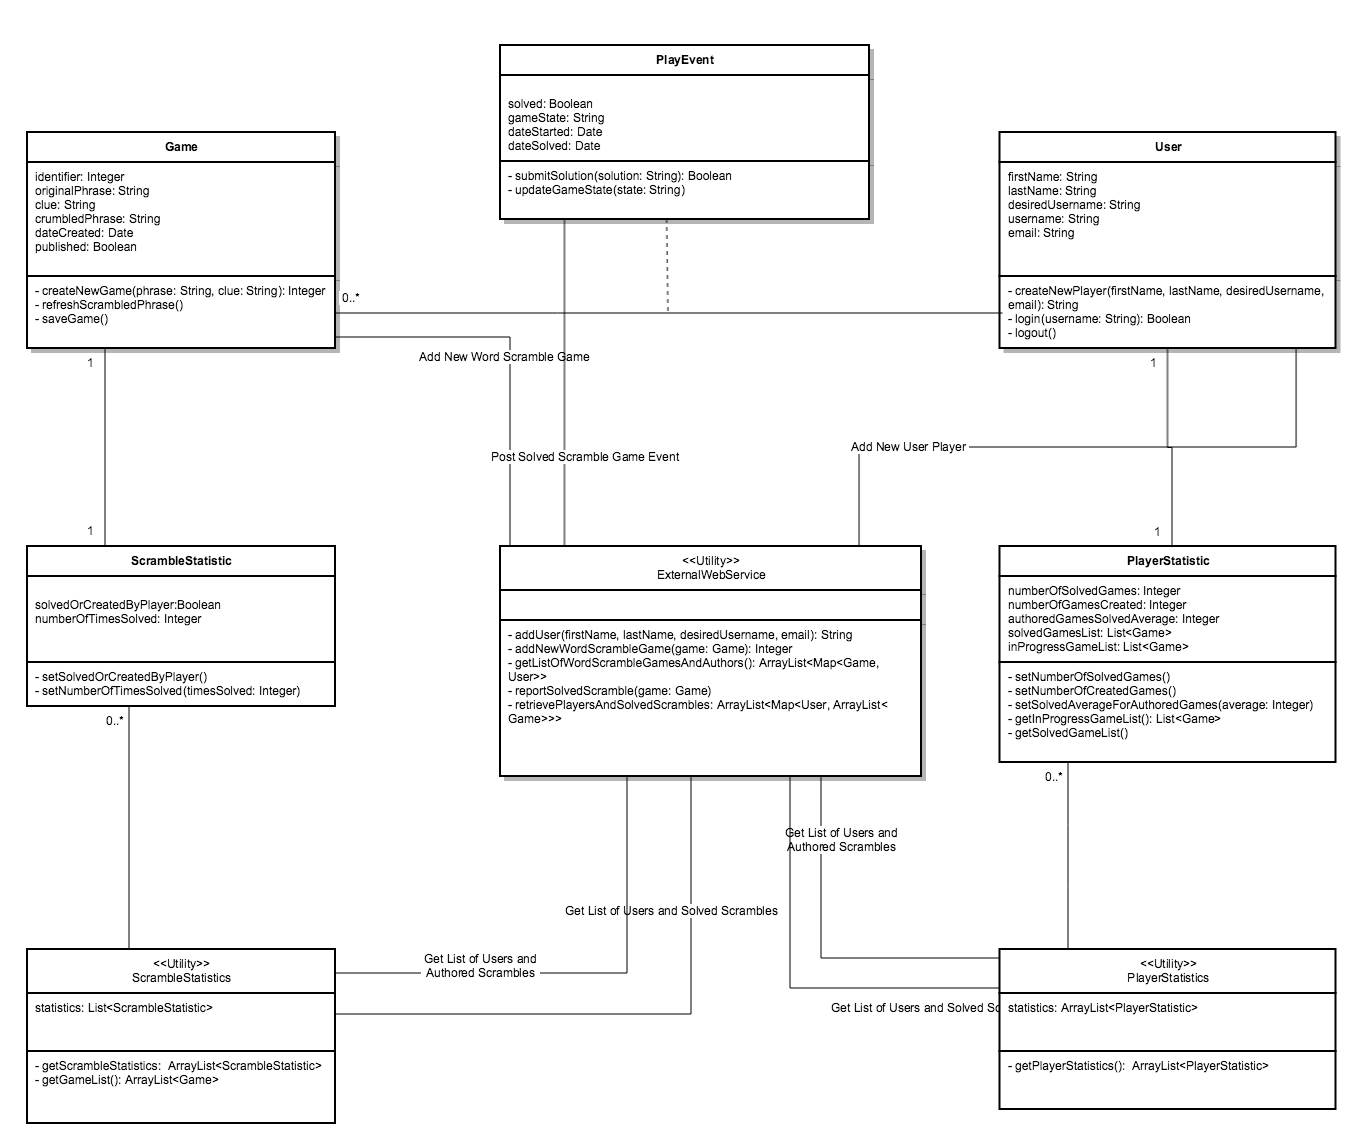 PlayEvent
solved: Boolean
gameState: String
dateStarted: Date
dateSolved: Date
- submitSolution(solution: String): Boolean
- updateGameState(state: String)
Game
identifier: Integer
originalPhrase: String
clue: String
crumbledPhrase: String
dateCreated: Date
published: Boolean
- createNewGame(phrase: String, clue: String): Integer
- refreshScrambledPhrase()
- saveGame()
User
firstName: String
lastName: String
desiredUsername: String
username: String
email: String
- createNewPlayer(firstName, lastName, desiredUsername,
email): String
- login(username: String): Boolean
- logout()
0..*
Add New Word Scramble Game
1
1
Post Solved Scramble Game Event
Add New User Player
1
1
ScrambleStatistic
solvedOrCreatedByPlayer:Boolean
numberOfTimesSolved: Integer
- setSolvedOrCreatedByPlayer()
- setNumberOfTimesSolved(timesSolved: Integer)
<<Utility>>
ExternalWebService
- addUser(firstName, lastName, desiredUsername, email): String
- addNewWordScrambleGame(game: Game): Integer
- getListOfWordScrambleGamesAndAuthors(): ArrayList<Map<Game,
User>>
- reportSolvedScramble(game: Game)
- retrievePlayersAndSolvedScrambles: ArrayList<Map<User, ArrayList<
Game>>>
PlayerStatistic
numberOfSolvedGames: Integer
numberOfGamesCreated: Integer
authoredGamesSolvedAverage: Integer
solvedGamesList: List<Game>
inProgressGameList: List<Game>
- setNumberOfSolvedGames()
- setNumberOfCreatedGames()
- setSolvedAverageForAuthoredGames(average: Integer)
- getInProgressGameList(): List<Game>
- getSolvedGameList()
0..*
0..*
Get List of Users and
Authored Scrambles
Get List of Users and Solved Scrambles
Get List of Users and
Authored Scrambles
Get List of Users and Solved Sc
<<Utility>>
ScrambleStatistics
statistics: List<ScrambleStatistic>
- getScrambleStatistics:  ArrayList<ScrambleStatistic>
- getGameList(): ArrayList<Game>
<<Utility>>
PlayerStatistics
statistics: ArrayList<PlayerStatistic>
- getPlayerStatistics():  ArrayList<PlayerStatistic>